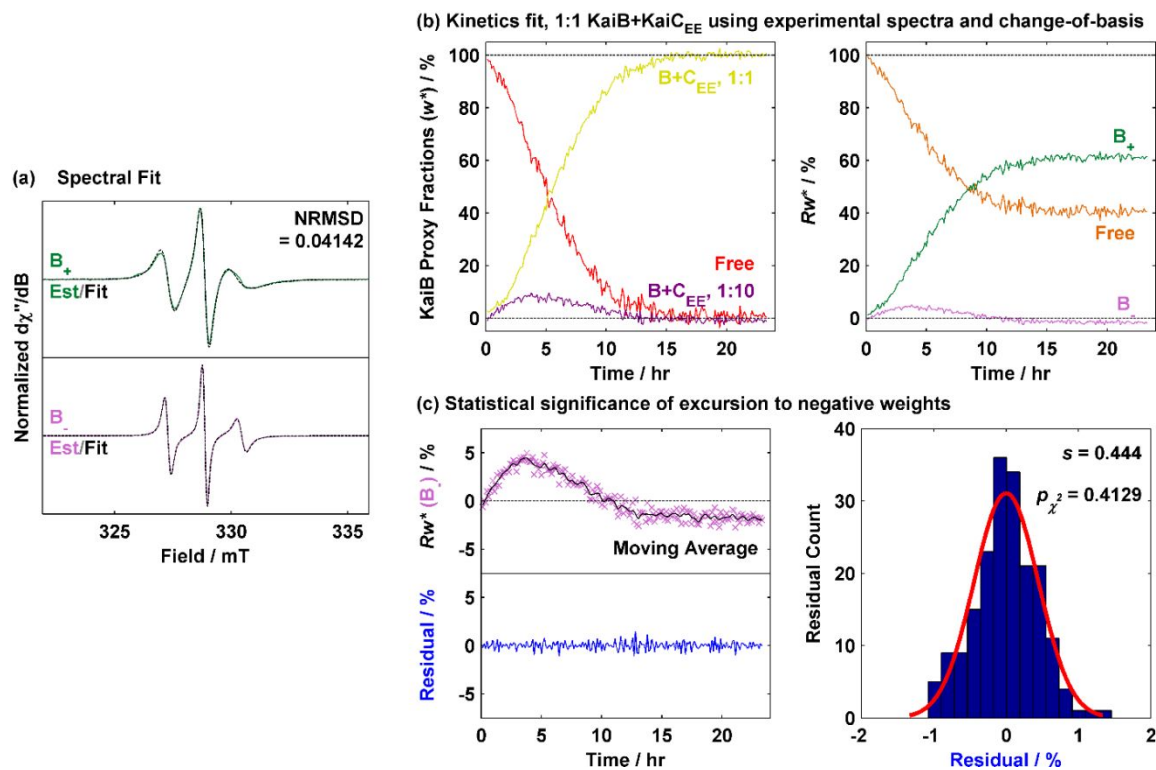 (b) Kinetics fit, 1:1 KaiB+KaiC_EE using experimental spectra and change-of-basis
(a) Spectral Fit
NRMSD
= 0.04142
B_+
Est/Fit
B_-
Est/Fit
Normalized dχ''/dB
325
330
335
Field / mT
KaiB Proxy Fractions (w*) / %
100
80
60
40
20
0
B+C_EE, 1:1
Free
B+C_EE, 1:10
0
5
10
15
20
Time / hr
Rw* / %
100
80
60
40
20
0
B_+
Free
B_-
0
5
10
15
20
Time / hr
(c) Statistical significance of excursion to negative weights
Rw* (B_-) / %
5
0
-5
Moving Average
Residual / %
5
0
-5
0
5
10
15
20
Time / hr
Residual Count
40
30
20
10
0
s = 0.444
p_χ² = 0.4129
-2
-1
0
1
2
Residual / %